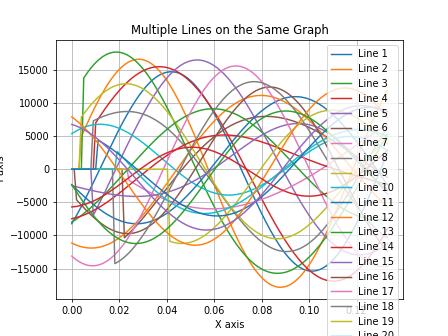 Multiple Lines on the Same Graph
15000
10000
5000
0
−5000
−10000
−15000
0.00
0.02
0.04
0.06
0.08
0.10
X axis
Line 1
Line 2
Line 3
Line 4
Line 5
Line 6
Line 7
Line 8
Line 9
Line 10
Line 11
Line 12
Line 13
Line 14
Line 15
Line 16
Line 17
Line 18
Line 19